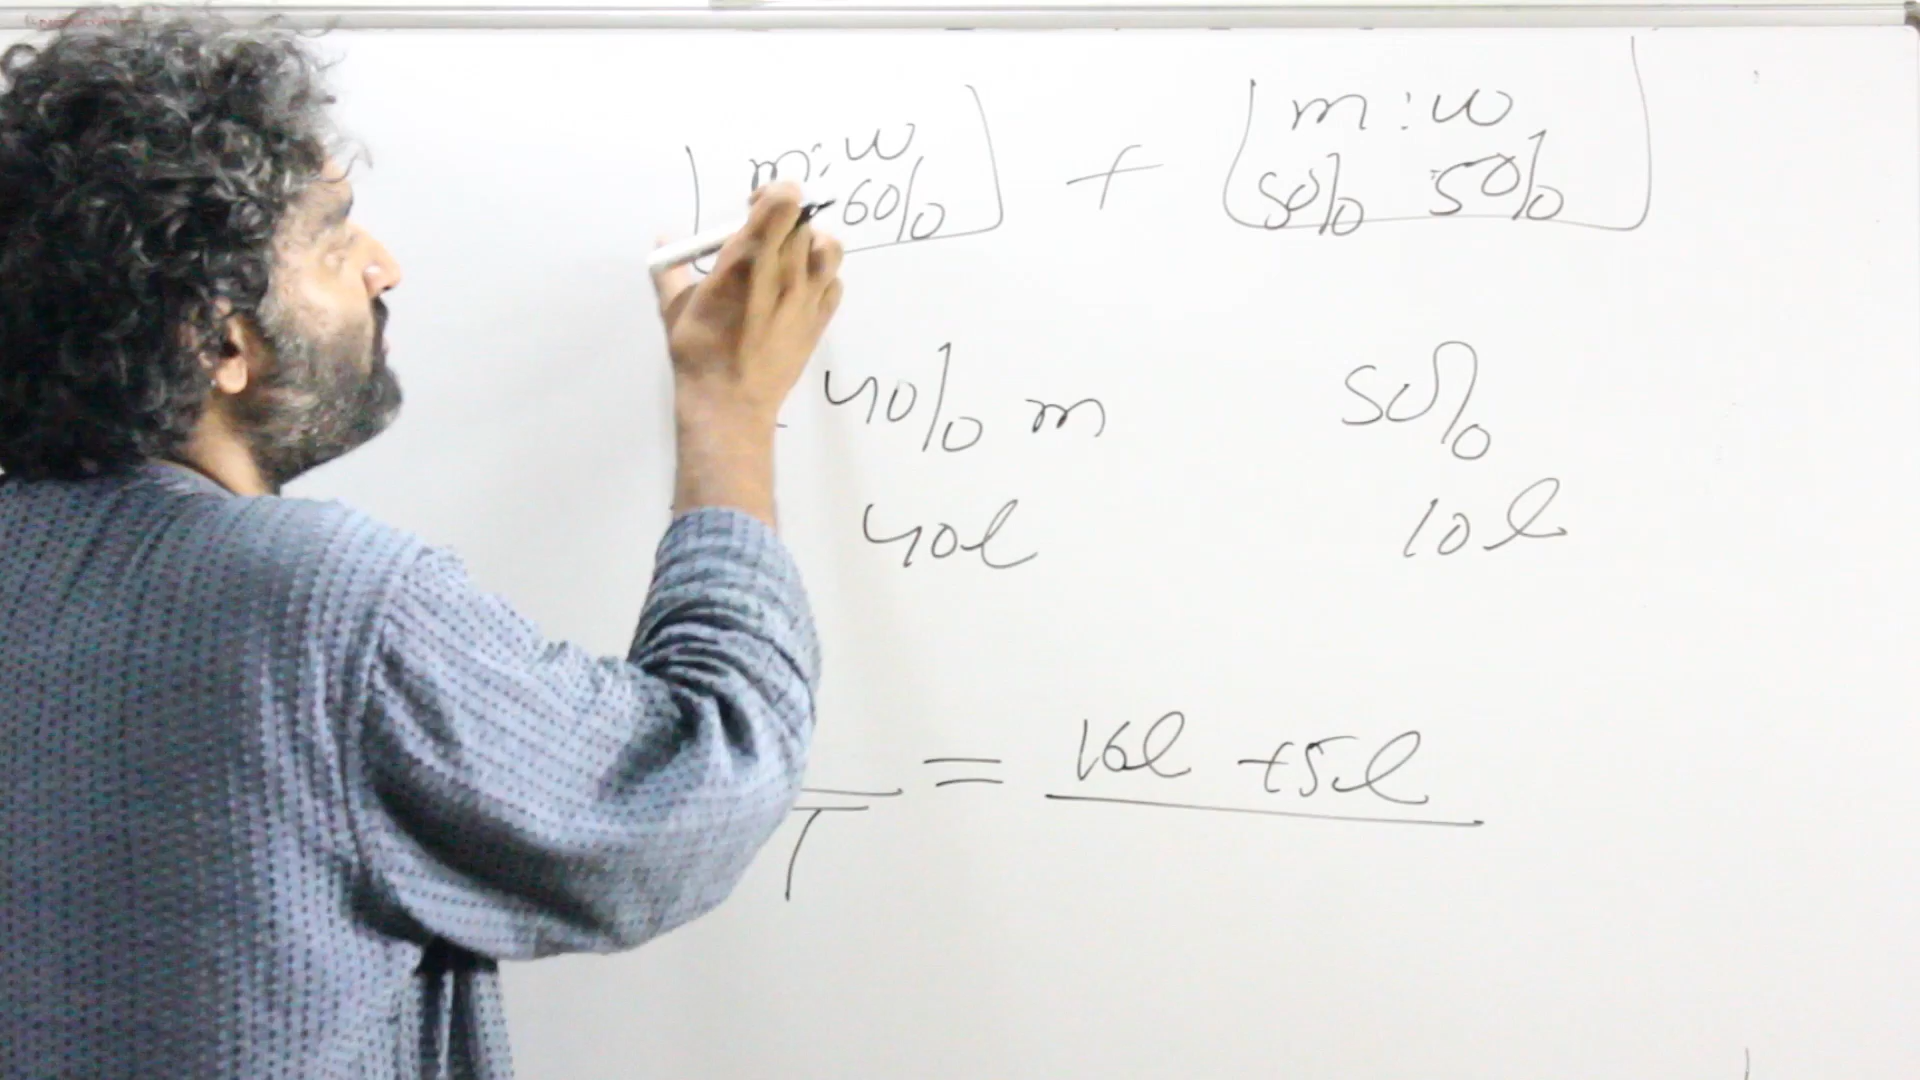 m:w + m:w
60% 50% 50%
40% m 50%
40l 10l
= 16l + 5l
T